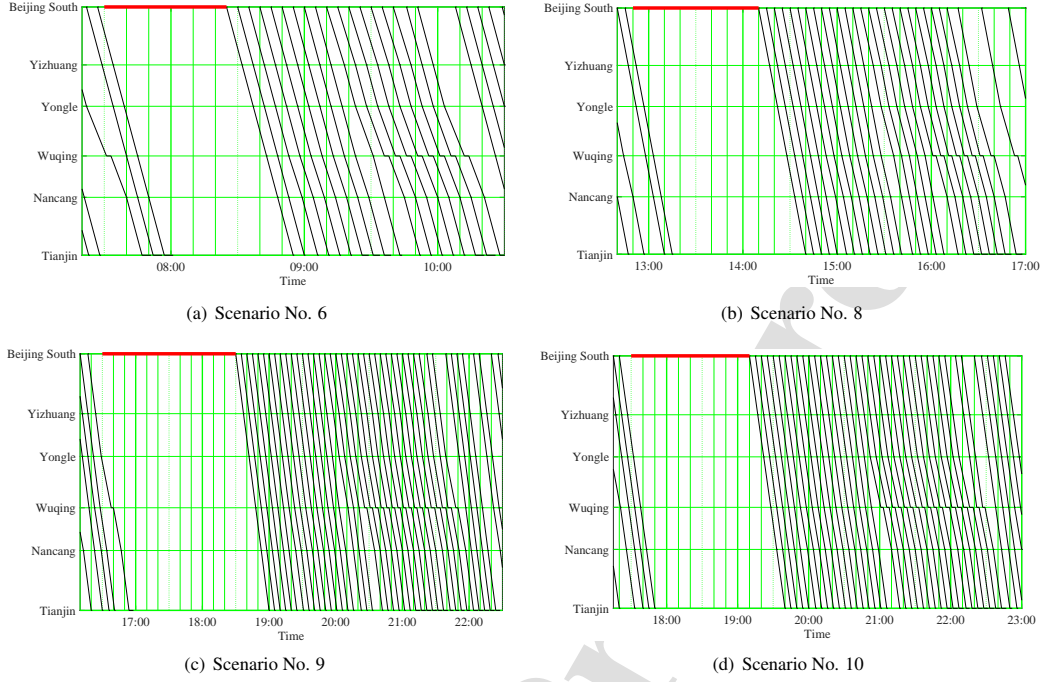 Beijing South
Yizhuang
Yongle
Wuqing
Nancang
Tianjin
08:00 09:00 10:00
Time
(a) Scenario No. 6
Beijing South
Yizhuang
Yongle
Wuqing
Nancang
Tianjin
13:00 14:00 15:00 16:00 17:00
Time
(b) Scenario No. 8
Beijing South
Yizhuang
Yongle
Wuqing
Nancang
Tianjin
17:00 18:00 19:00 20:00 21:00 22:00
Time
(c) Scenario No. 9
Beijing South
Yizhuang
Yongle
Wuqing
Nancang
Tianjin
18:00 19:00 20:00 21:00 22:00 23:00
Time
(d) Scenario No. 10